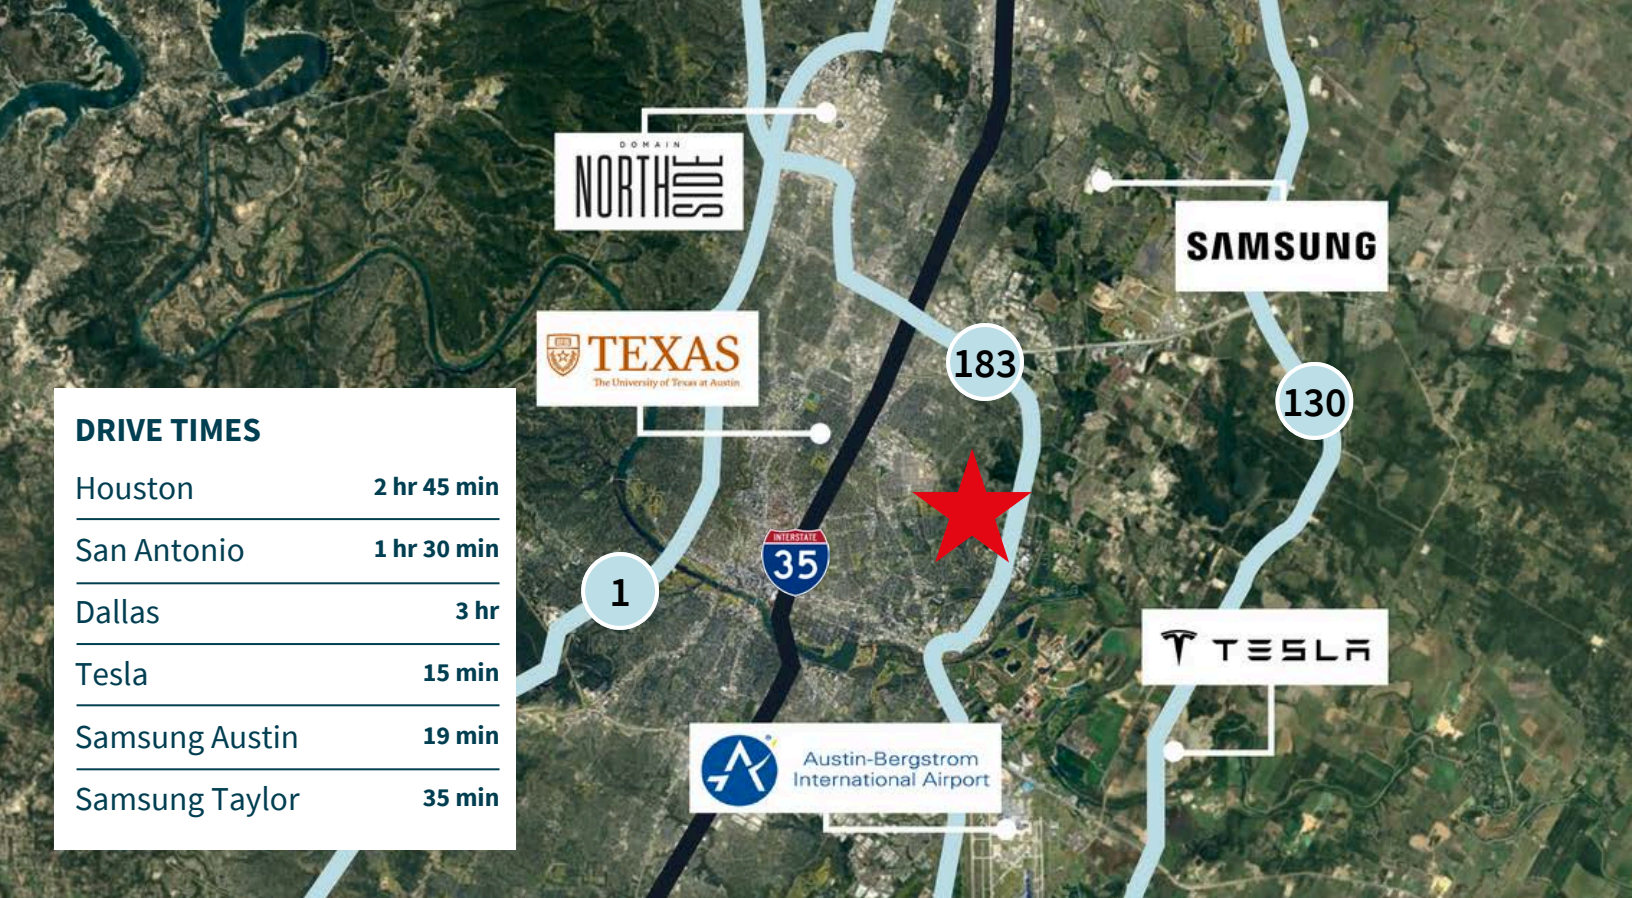 DOMAIN
NORTH
SIDE
SAMSUNG
TEXAS
The University of Texas at Austin
183
130
DRIVE TIMES
Houston 2 hr 45 min
San Antonio 1 hr 30 min
Dallas 3 hr
Tesla 15 min
Samsung Austin 19 min
Samsung Taylor 35 min
INTERSTATE
35
1
TESLA
Austin-Bergstrom
International Airport